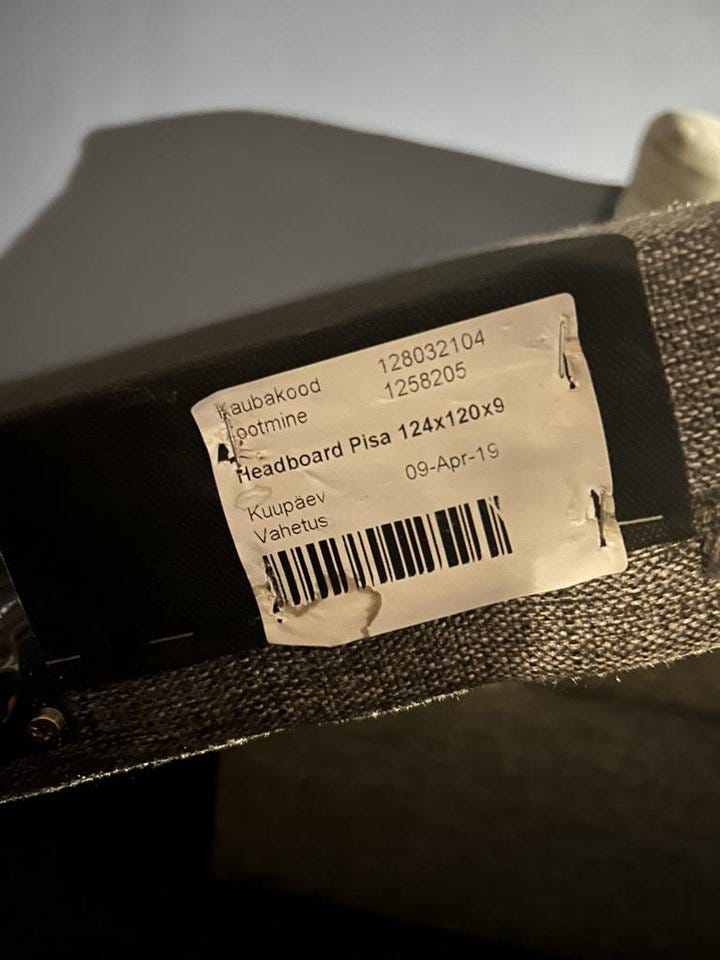 Kaubakood 128032104
Tootmine 1258205
Headboard Pisa 124x120x9
Kuupäev 09-Apr-19
Vahetus